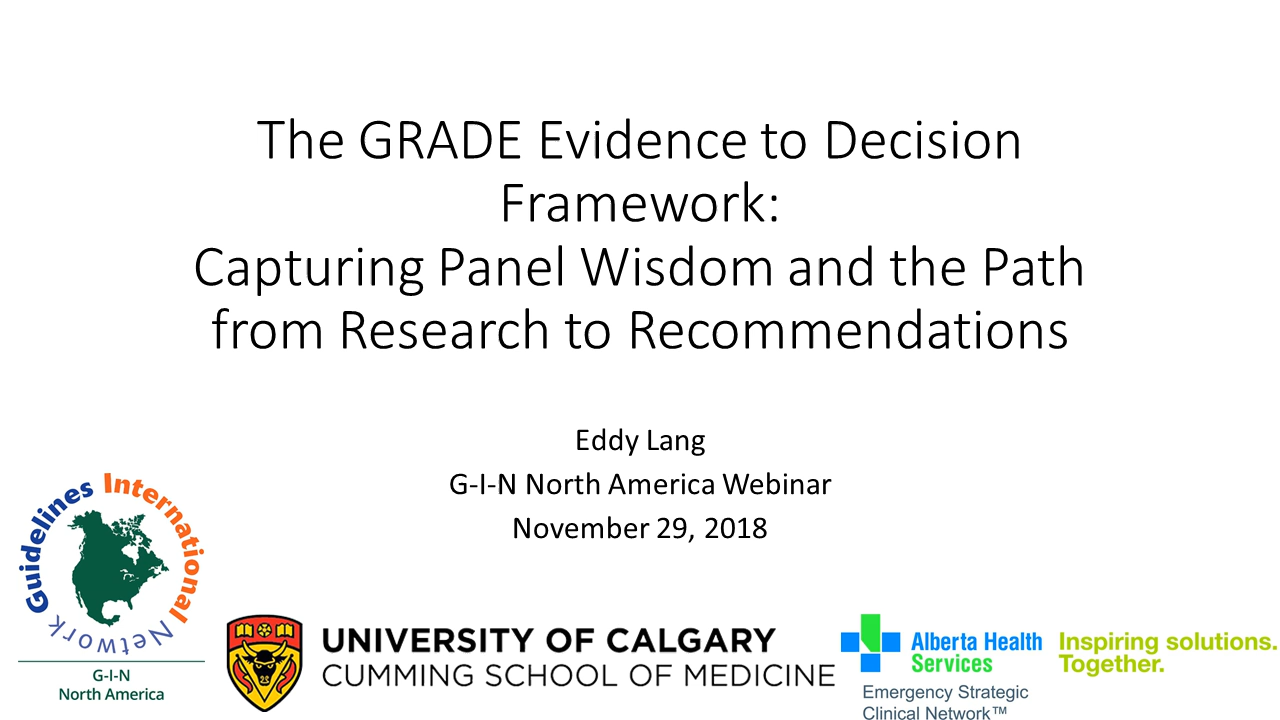 The GRADE Evidence to Decision
Framework:
Capturing Panel Wisdom and the Path
from Research to Recommendations
Eddy Lang
G-I-N North America Webinar
November 29, 2018
Guidelines International Network
G-I-N
North America
UNIVERSITY OF CALGARY
CUMMING SCHOOL OF MEDICINE
Alberta Health
Services
Inspiring solutions.
Together.
Emergency Strategic
Clinical Network™